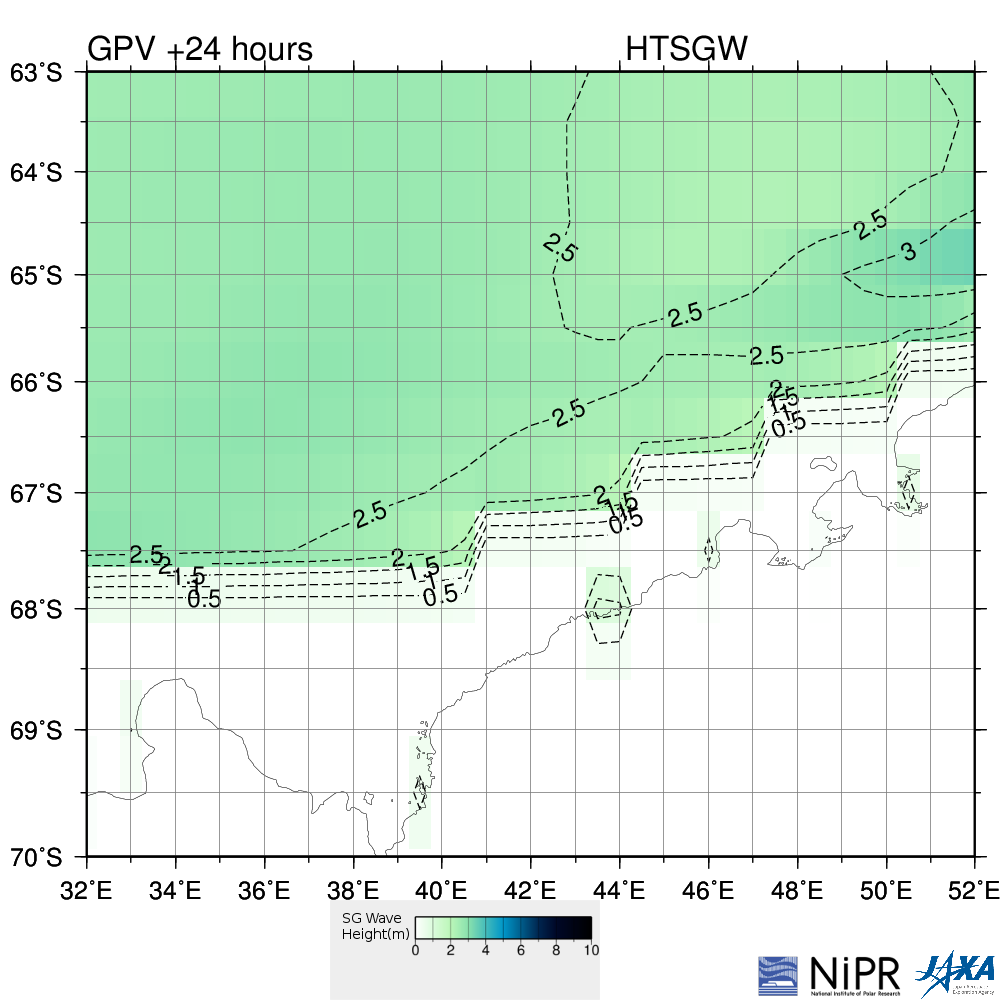 GPV +24 hours HTSGW
63°S
64°S
65°S
66°S
67°S
68°S
69°S
70°S
2.5
2.5
3
2.5
2.5
2.5
2
1.5
1
0.5
2.5
2
1.5
1
0.5
2.5
2
1.5
1
0.5
2
1.5
1
0.5
32°E 34°E 36°E 38°E 40°E 42°E 44°E 46°E 48°E 50°E 52°E
SG Wave
Height(m)
0 2 4 6 8 10
NiPR
National Institute of Polar Research
JAXA
Japan Aerospace
Exploration Agency